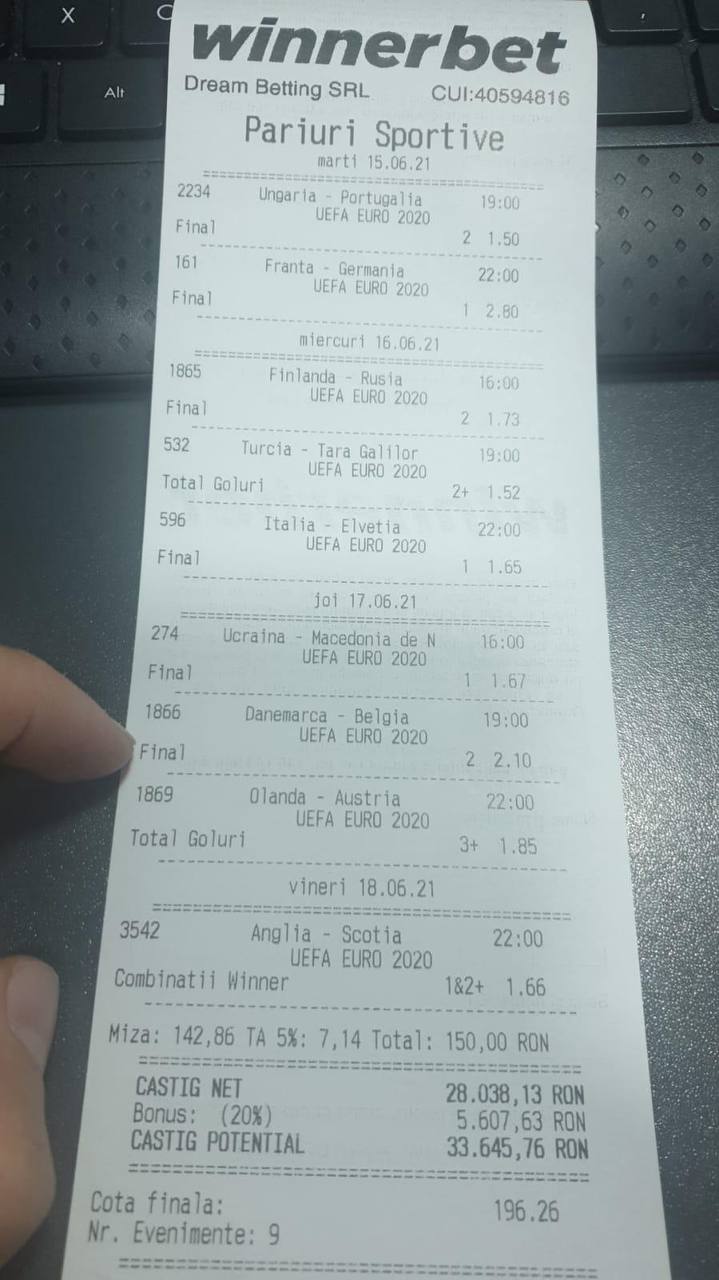 X
C
,
Alt
winnerbet
Dream Betting SRL CUI:40594816
Pariuri Sportive
marti 15.06.21
2234 Ungaria - Portugalia 19:00
UEFA EURO 2020
Final 2 1.50
161 Franta - Germania 22:00
UEFA EURO 2020
Final 1 2.80
miercuri 16.06.21
1865 Finlanda - Rusia 16:00
UEFA EURO 2020
Final 2 1.73
532 Turcia - Tara Galilor 19:00
UEFA EURO 2020
Total Goluri 2+ 1.52
596 Italia - Elvetia 22:00
UEFA EURO 2020
Final 1 1.65
joi 17.06.21
274 Ucraina - Macedonia de N 16:00
UEFA EURO 2020
Final 1 1.67
1866 Danemarca - Belgia 19:00
UEFA EURO 2020
Final 2 2.10
1869 Olanda - Austria 22:00
UEFA EURO 2020
Total Goluri 3+ 1.85
vineri 18.06.21
3542 Anglia - Scotia 22:00
UEFA EURO 2020
Combinatii Winner 1&2+ 1.66
Miza: 142,86 TA 5%: 7,14 Total: 150,00 RON
CASTIG NET 28.038,13 RON
Bonus: (20%) 5.607,63 RON
CASTIG POTENTIAL 33.645,76 RON
Cota finala: 196.26
Nr. Evenimente: 9